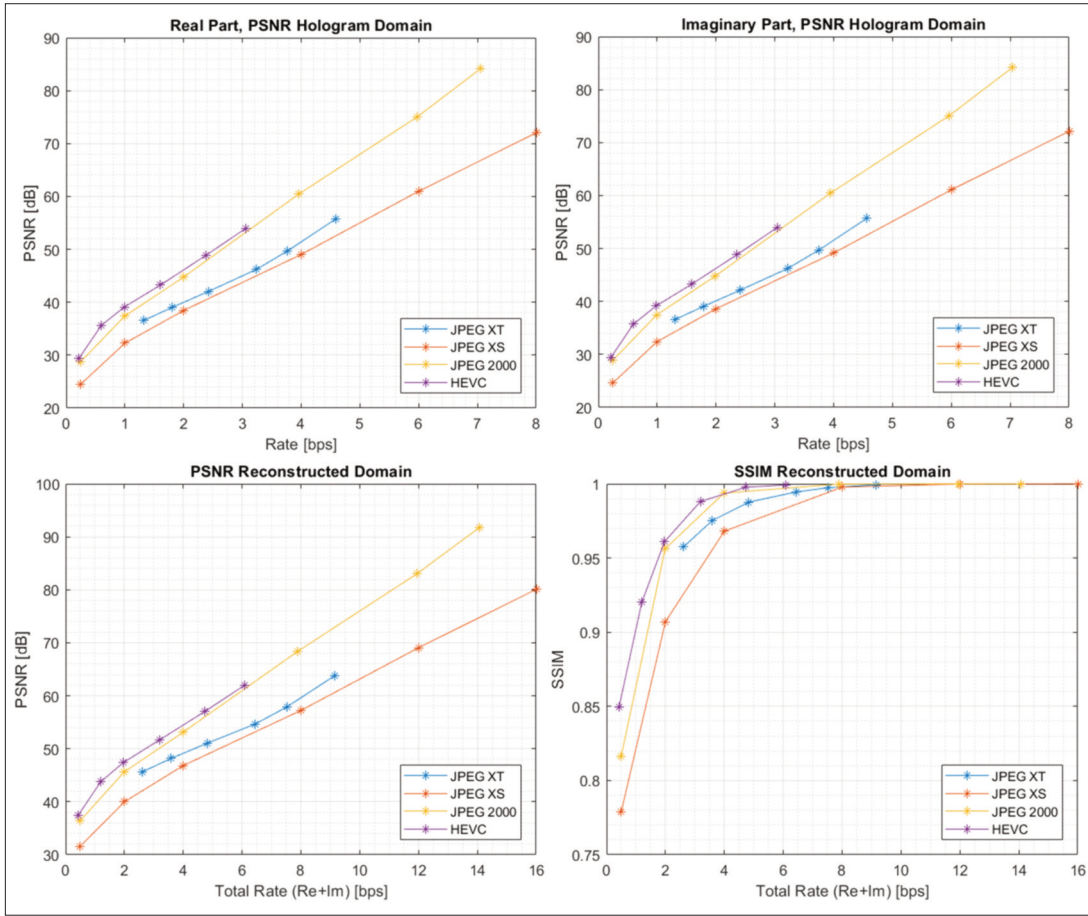 Real Part, PSNR Hologram Domain
90
80
70
60
50
40
30
20
PSNR [dB]
0 1 2 3 4 5 6 7 8
Rate [bps]
JPEG XT
JPEG XS
JPEG 2000
HEVC
Imaginary Part, PSNR Hologram Domain
90
80
70
60
50
40
30
20
PSNR [dB]
0 1 2 3 4 5 6 7 8
Rate [bps]
JPEG XT
JPEG XS
JPEG 2000
HEVC
PSNR Reconstructed Domain
100
90
80
70
60
50
40
30
PSNR [dB]
0 2 4 6 8 10 12 14 16
Total Rate (Re+Im) [bps]
JPEG XT
JPEG XS
JPEG 2000
HEVC
SSIM Reconstructed Domain
1
0.95
0.9
0.85
0.8
0.75
SSIM
0 2 4 6 8 10 12 14 16
Total Rate (Re+Im) [bps]
JPEG XT
JPEG XS
JPEG 2000
HEVC